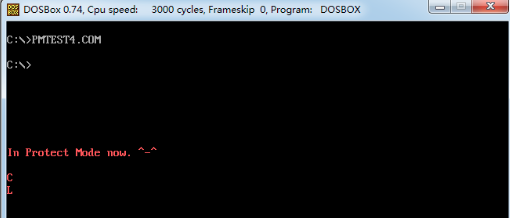 DOSBox 0.74, Cpu speed: 3000 cycles, Frameskip 0, Program: DOSBOX
C:\>PMTEST4.COM
C:\>
In Protect Mode now. ^-^
C
L